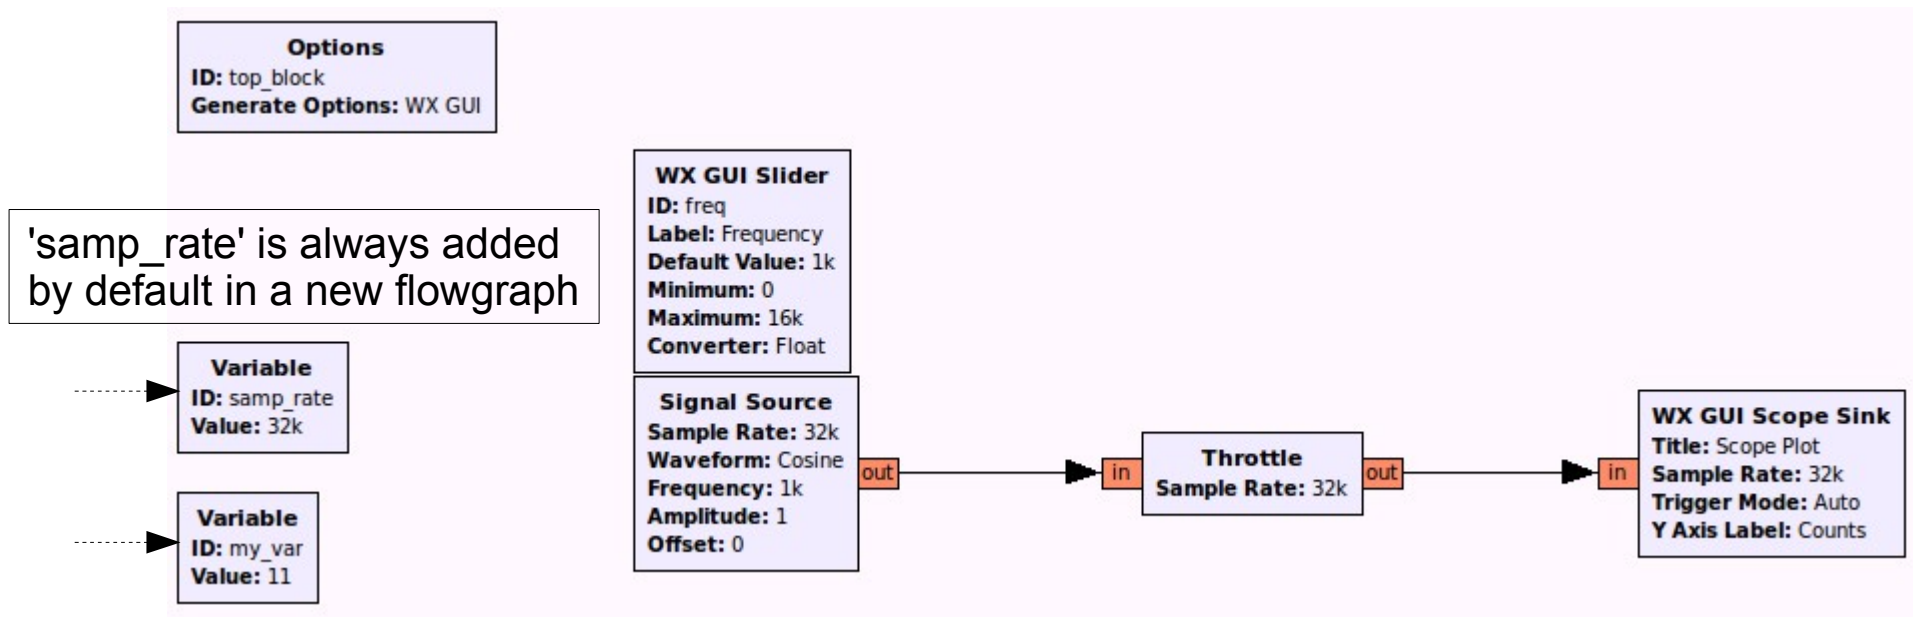 Options
ID: top_block
Generate Options: WX GUI
'samp_rate' is always added
by default in a new flowgraph
Variable
ID: samp_rate
Value: 32k
Variable
ID: my_var
Value: 11
WX GUI Slider
ID: freq
Label: Frequency
Default Value: 1k
Minimum: 0
Maximum: 16k
Converter: Float
Signal Source
Sample Rate: 32k
Waveform: Cosine
Frequency: 1k
Amplitude: 1
Offset: 0
out
in
Throttle
Sample Rate: 32k
out
in
WX GUI Scope Sink
Title: Scope Plot
Sample Rate: 32k
Trigger Mode: Auto
Y Axis Label: Counts